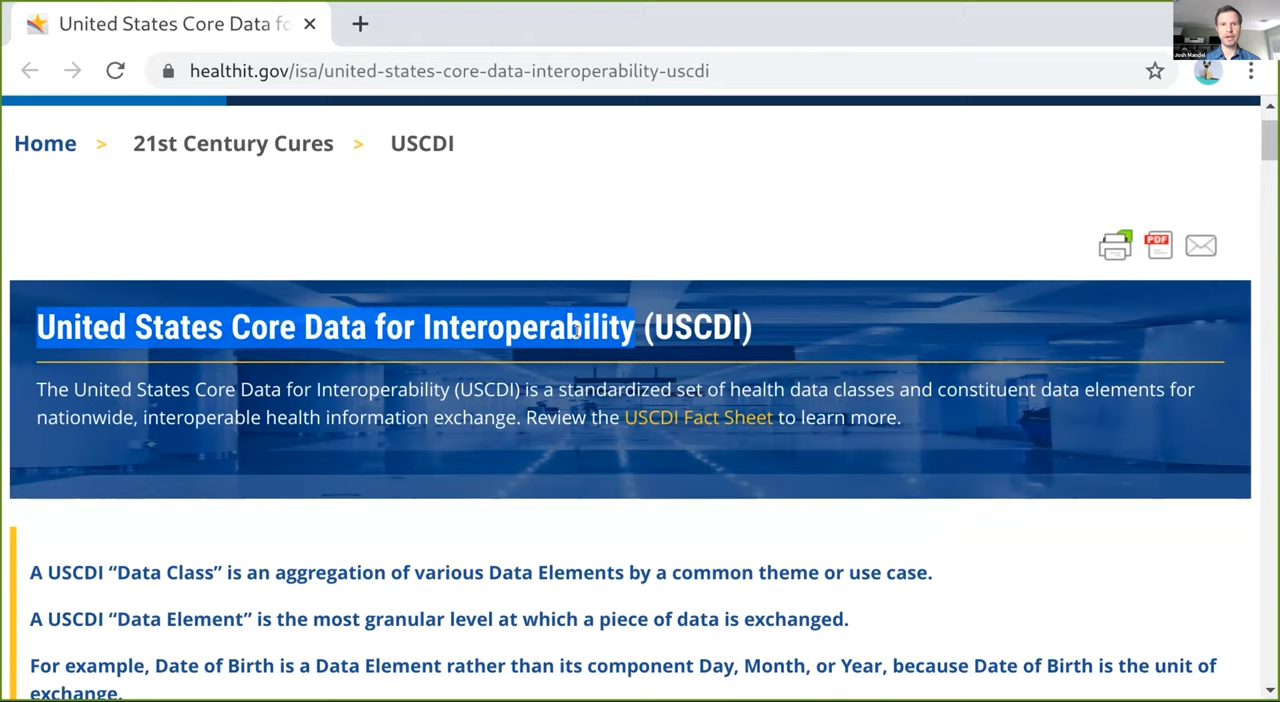 United States Core Data fo
healthit.gov/isa/united-states-core-data-interoperability-uscdi
Josh Mandel
Home > 21st Century Cures > USCDI
PDF
United States Core Data for Interoperability (USCDI)
The United States Core Data for Interoperability (USCDI) is a standardized set of health data classes and constituent data elements for
nationwide, interoperable health information exchange. Review the USCDI Fact Sheet to learn more.
A USCDI “Data Class” is an aggregation of various Data Elements by a common theme or use case.
A USCDI “Data Element” is the most granular level at which a piece of data is exchanged.
For example, Date of Birth is a Data Element rather than its component Day, Month, or Year, because Date of Birth is the unit of
exchange.